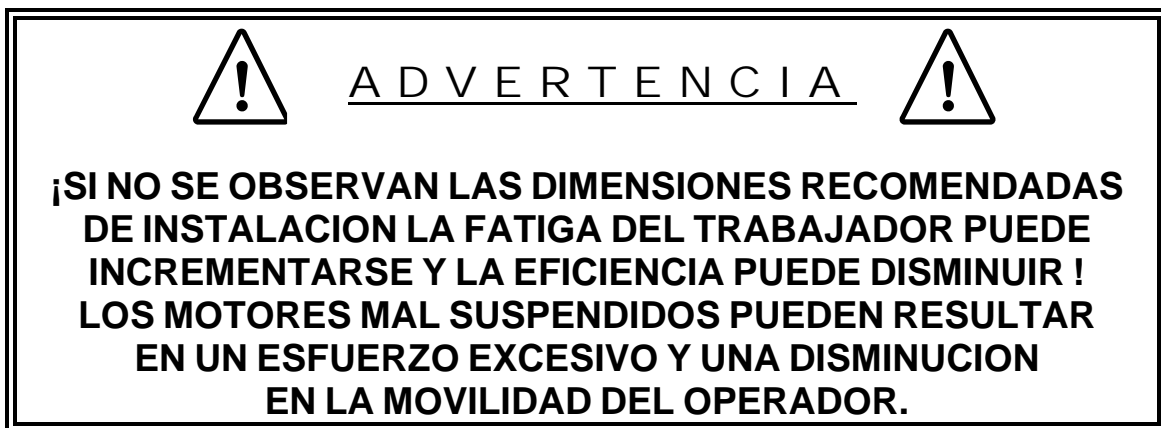 ADVERTENCIA
¡SI NO SE OBSERVAN LAS DIMENSIONES RECOMENDADAS
DE INSTALACION LA FATIGA DEL TRABAJADOR PUEDE
INCREMENTARSE Y LA EFICIENCIA PUEDE DISMINUIR !
LOS MOTORES MAL SUSPENDIDOS PUEDEN RESULTAR
EN UN ESFUERZO EXCESIVO Y UNA DISMINUCION
EN LA MOVILIDAD DEL OPERADOR.